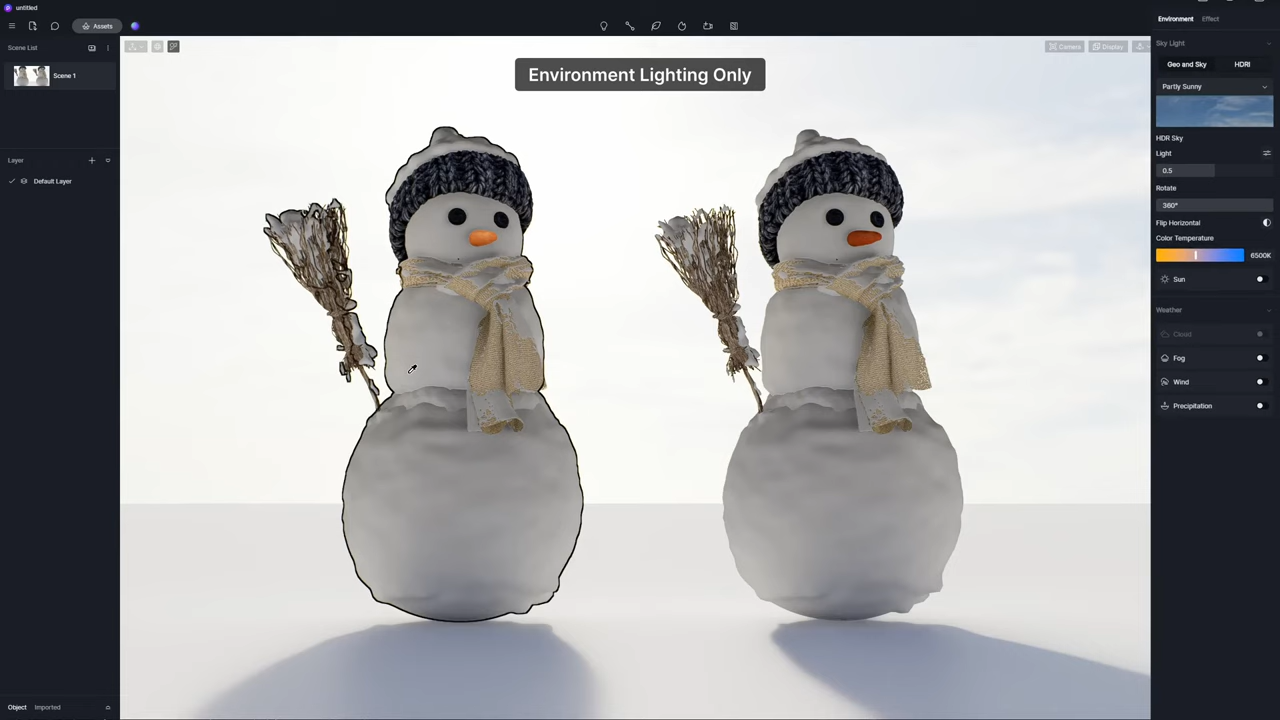 untitled
Assets
Scene List
Scene 1
Layer
Default Layer
Object Imported
Environment Lighting Only
Camera Display
Environment Effect
Sky Light
Geo and Sky HDRI
Partly Sunny
HDR Sky
Light
0.5
Rotate
360°
Flip Horizontal
Color Temperature
6500K
Sun
Weather
Cloud
Fog
Wind
Precipitation